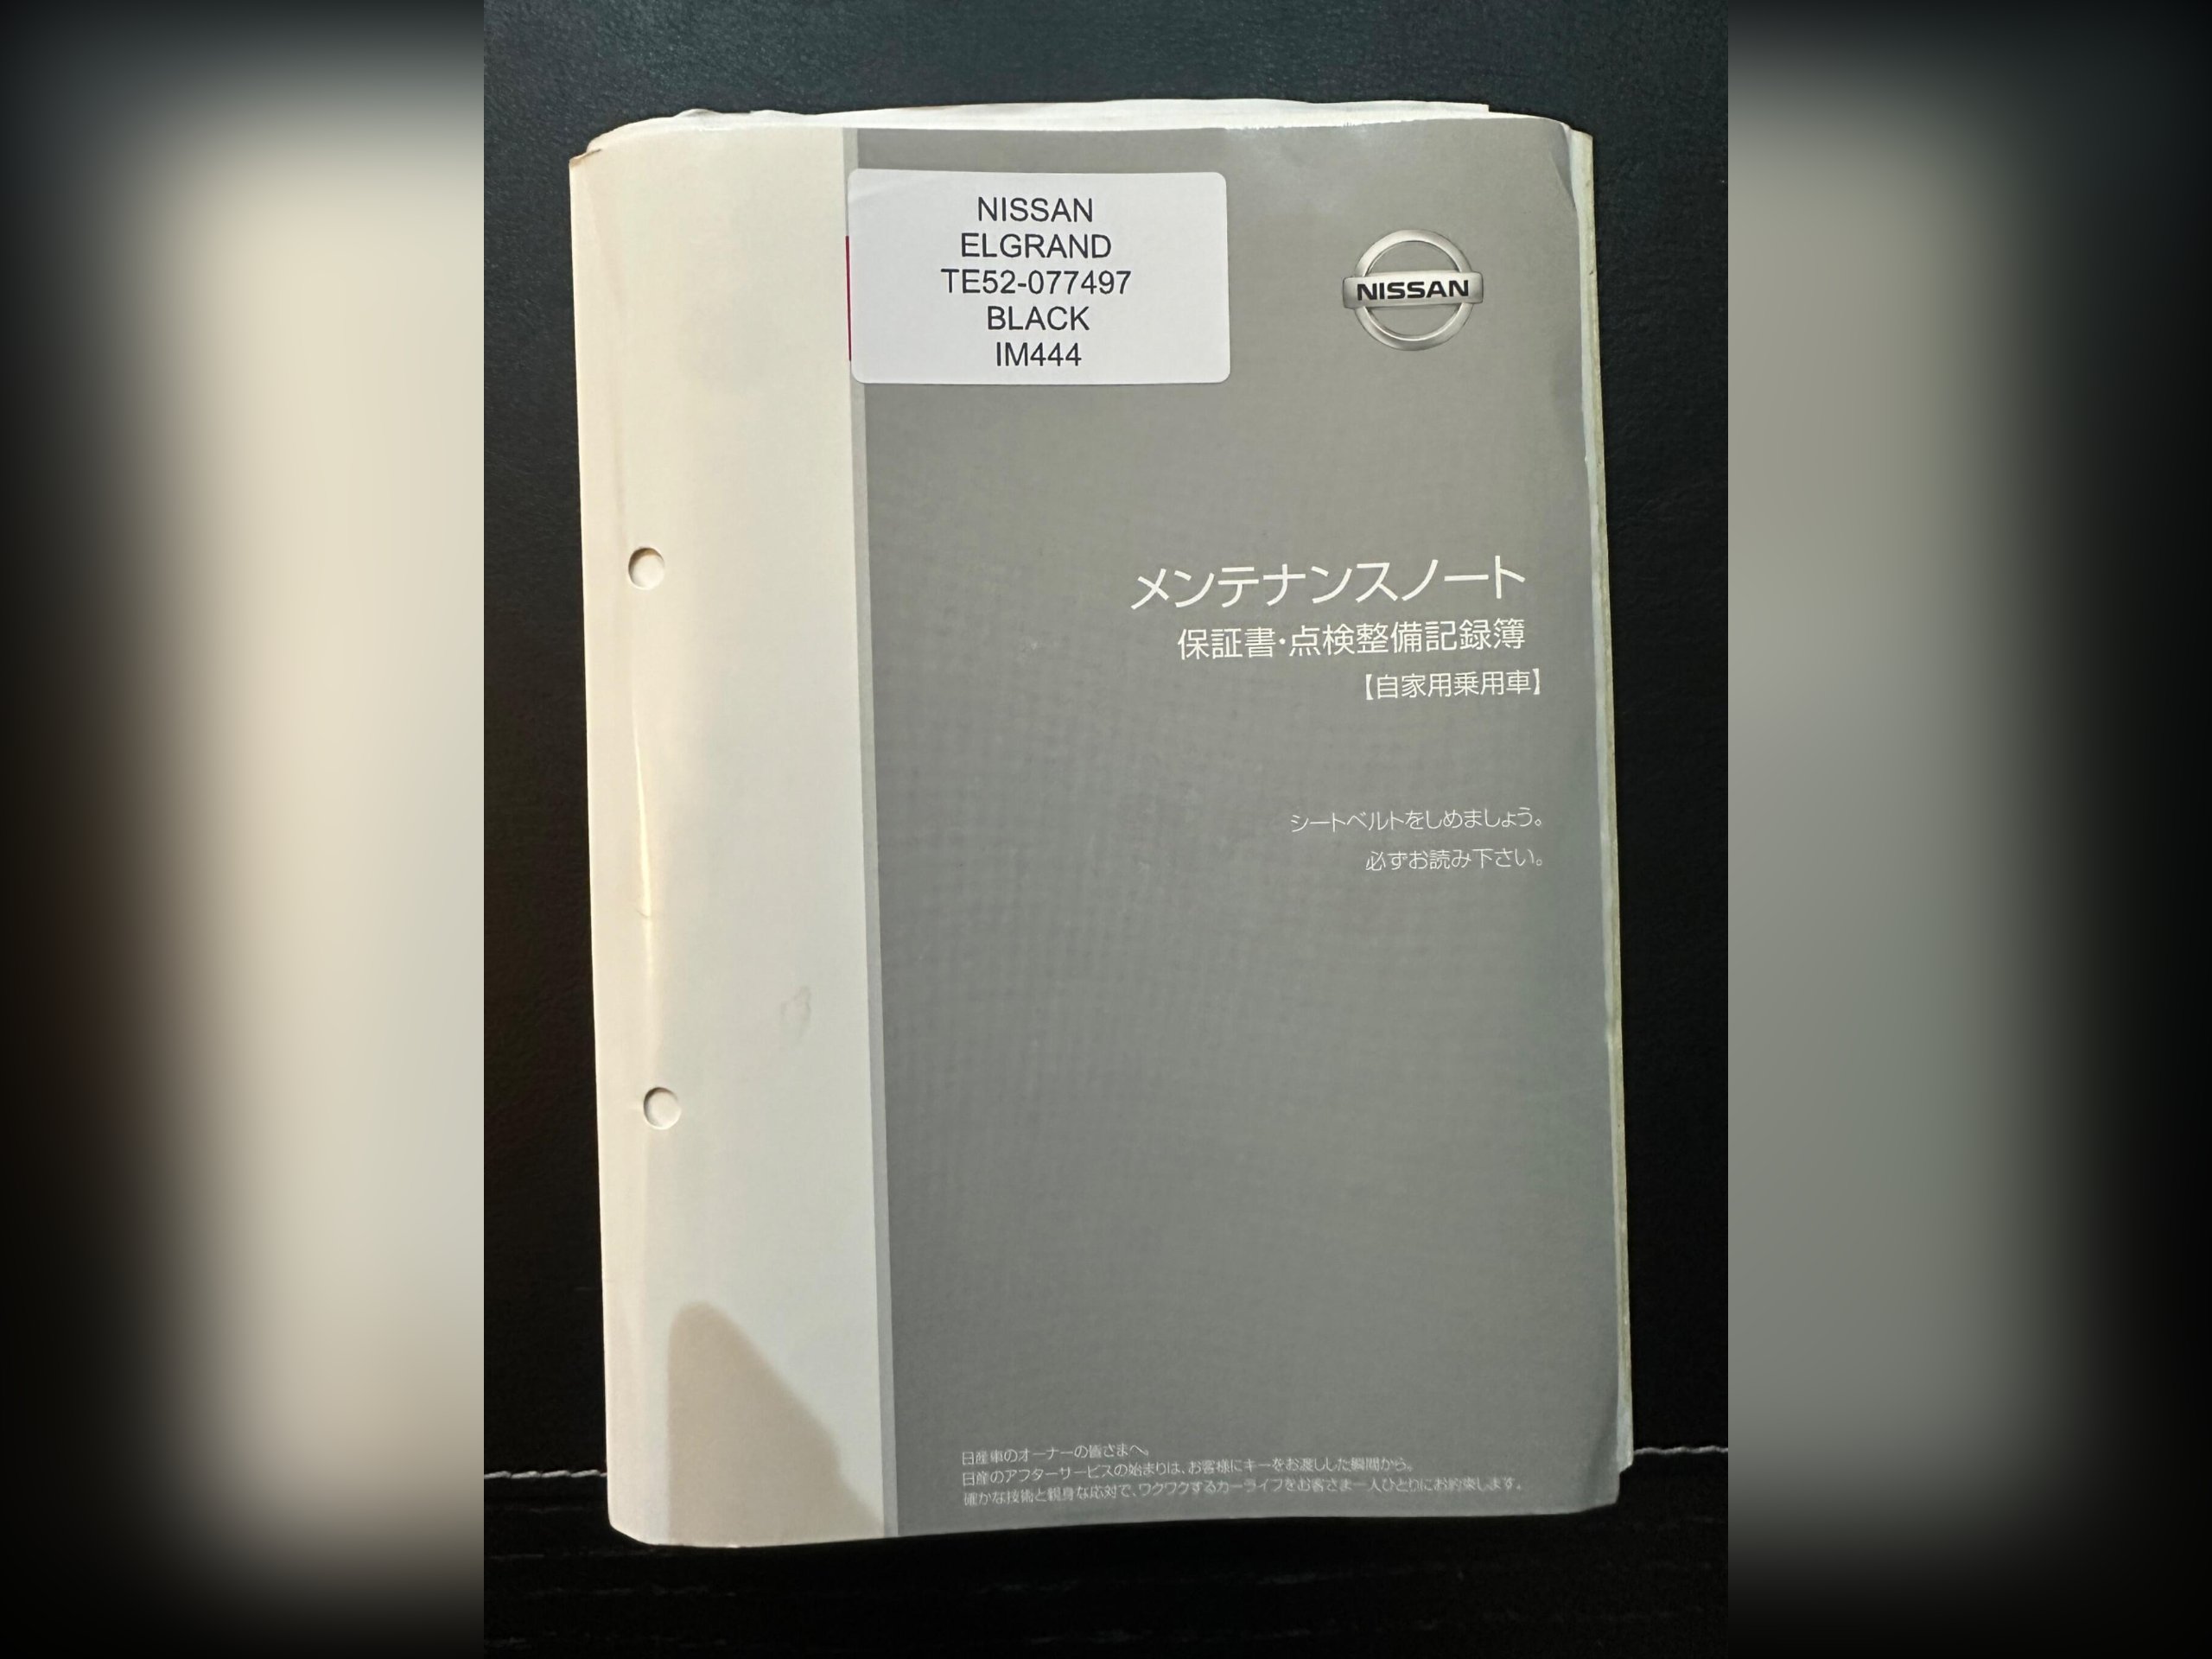 NISSAN
ELGRAND
TE52-077497
BLACK
IM444
NISSAN
メンテナンスノート
保証書・点検整備記録簿
【自家用乗用車】
シートベルトをしめましょう。
必ずお読み下さい。
日産車のオーナーの皆さまへ。
日産のアフターサービスの始まりは、お客様にキーをお渡しした瞬間から。
確かな技術と親身な応対で、ワクワクするカーライフをお客さま一人ひとりにお約束します。